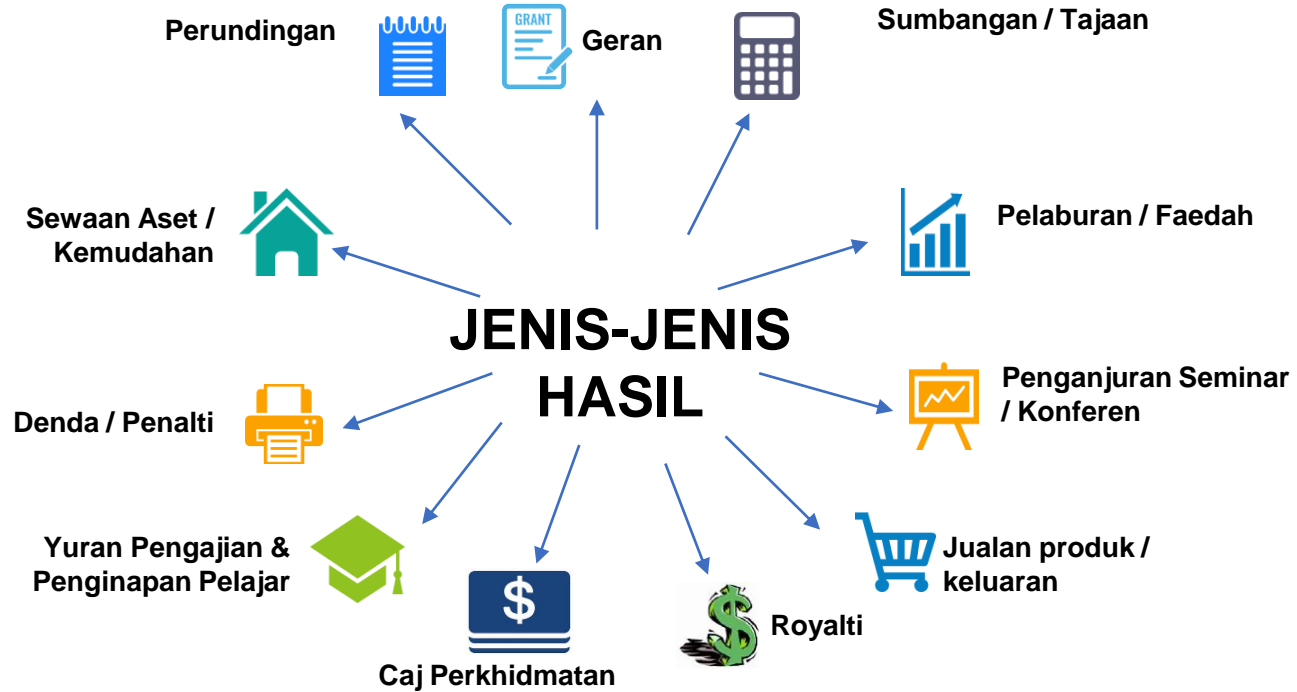 Perundingan
GRANT
Geran
Sumbangan / Tajaan
Sewaan Aset /
Kemudahan
Pelaburan / Faedah
JENIS-JENIS
HASIL
Penganjuran Seminar
/ Konferen
Denda / Penalti
Yuran Pengajian &
Penginapan Pelajar
$
Caj Perkhidmatan
$
Royalti
Jualan produk /
keluaran